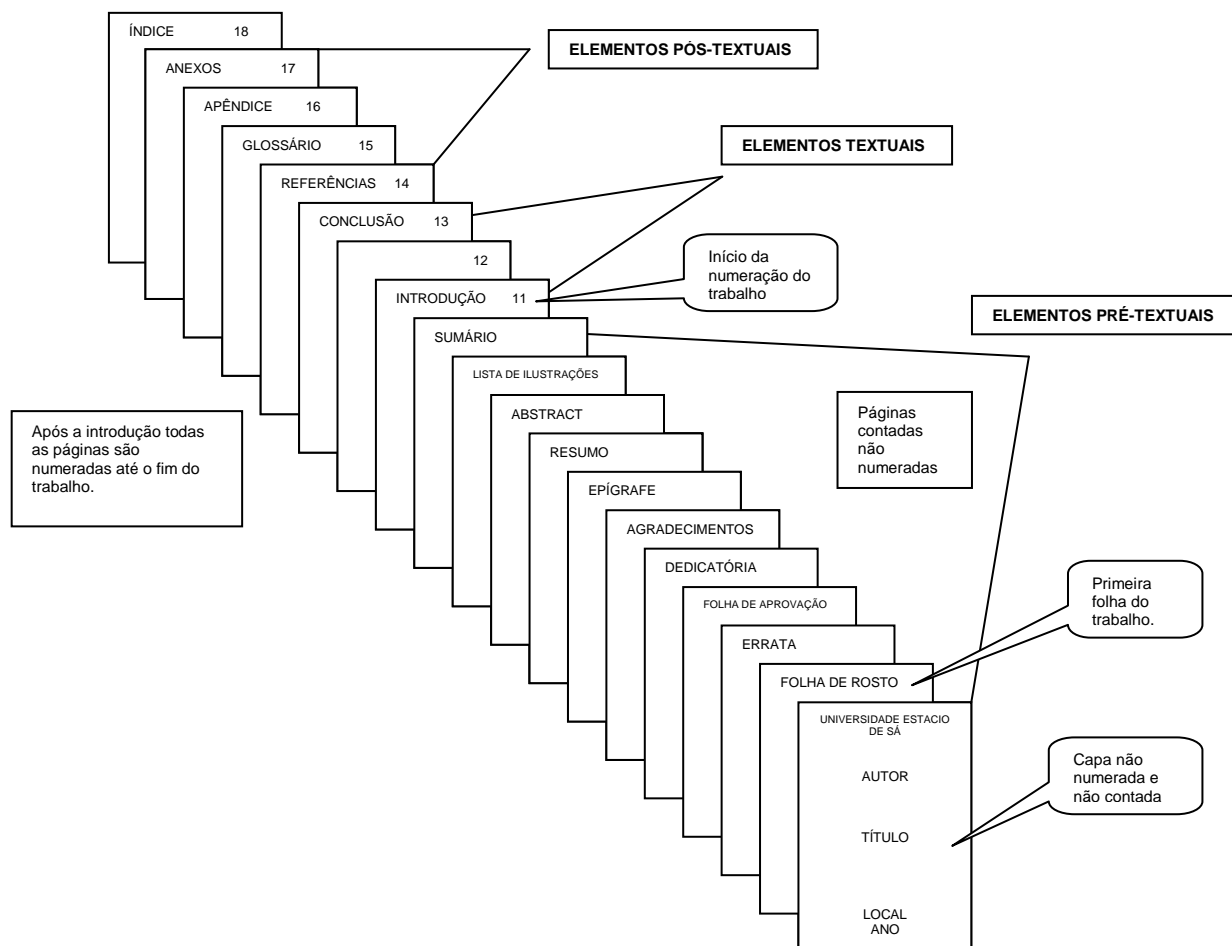 ÍNDICE 18
ELEMENTOS PÓS-TEXTUAIS
ANEXOS 17
APÊNDICE 16
GLOSSÁRIO 15
ELEMENTOS TEXTUAIS
REFERÊNCIAS 14
CONCLUSÃO 13
12
Início da
numeração do
trabalho
INTRODUÇÃO 11
ELEMENTOS PRÉ-TEXTUAIS
SUMÁRIO
LISTA DE ILUSTRAÇÕES
ABSTRACT
Páginas
contadas
não
numeradas
Após a introdução todas
as páginas são
numeradas até o fim do
trabalho.
RESUMO
EPÍGRAFE
AGRADECIMENTOS
DEDICATÓRIA
FOLHA DE APROVAÇÃO
Primeira
folha do
trabalho.
ERRATA
FOLHA DE ROSTO
UNIVERSIDADE ESTACIO
DE SÁ
AUTOR
Capa não
numerada e
não contada
TÍTULO
LOCAL
ANO